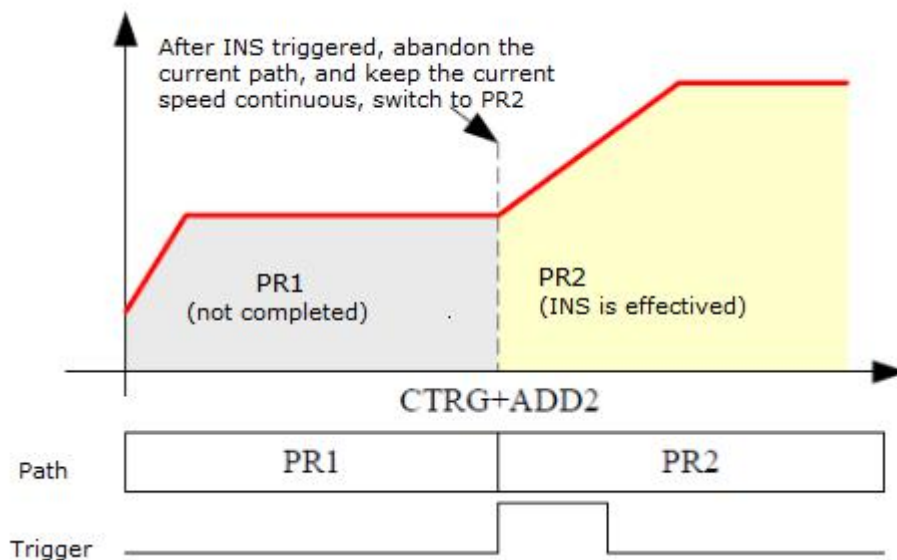 After INS triggered, abandon the
current path, and keep the current
speed continuous, switch to PR2
PR1
(not completed)
PR2
(INS is effectived)
CTRG+ADD2
Path
PR1
PR2
Trigger